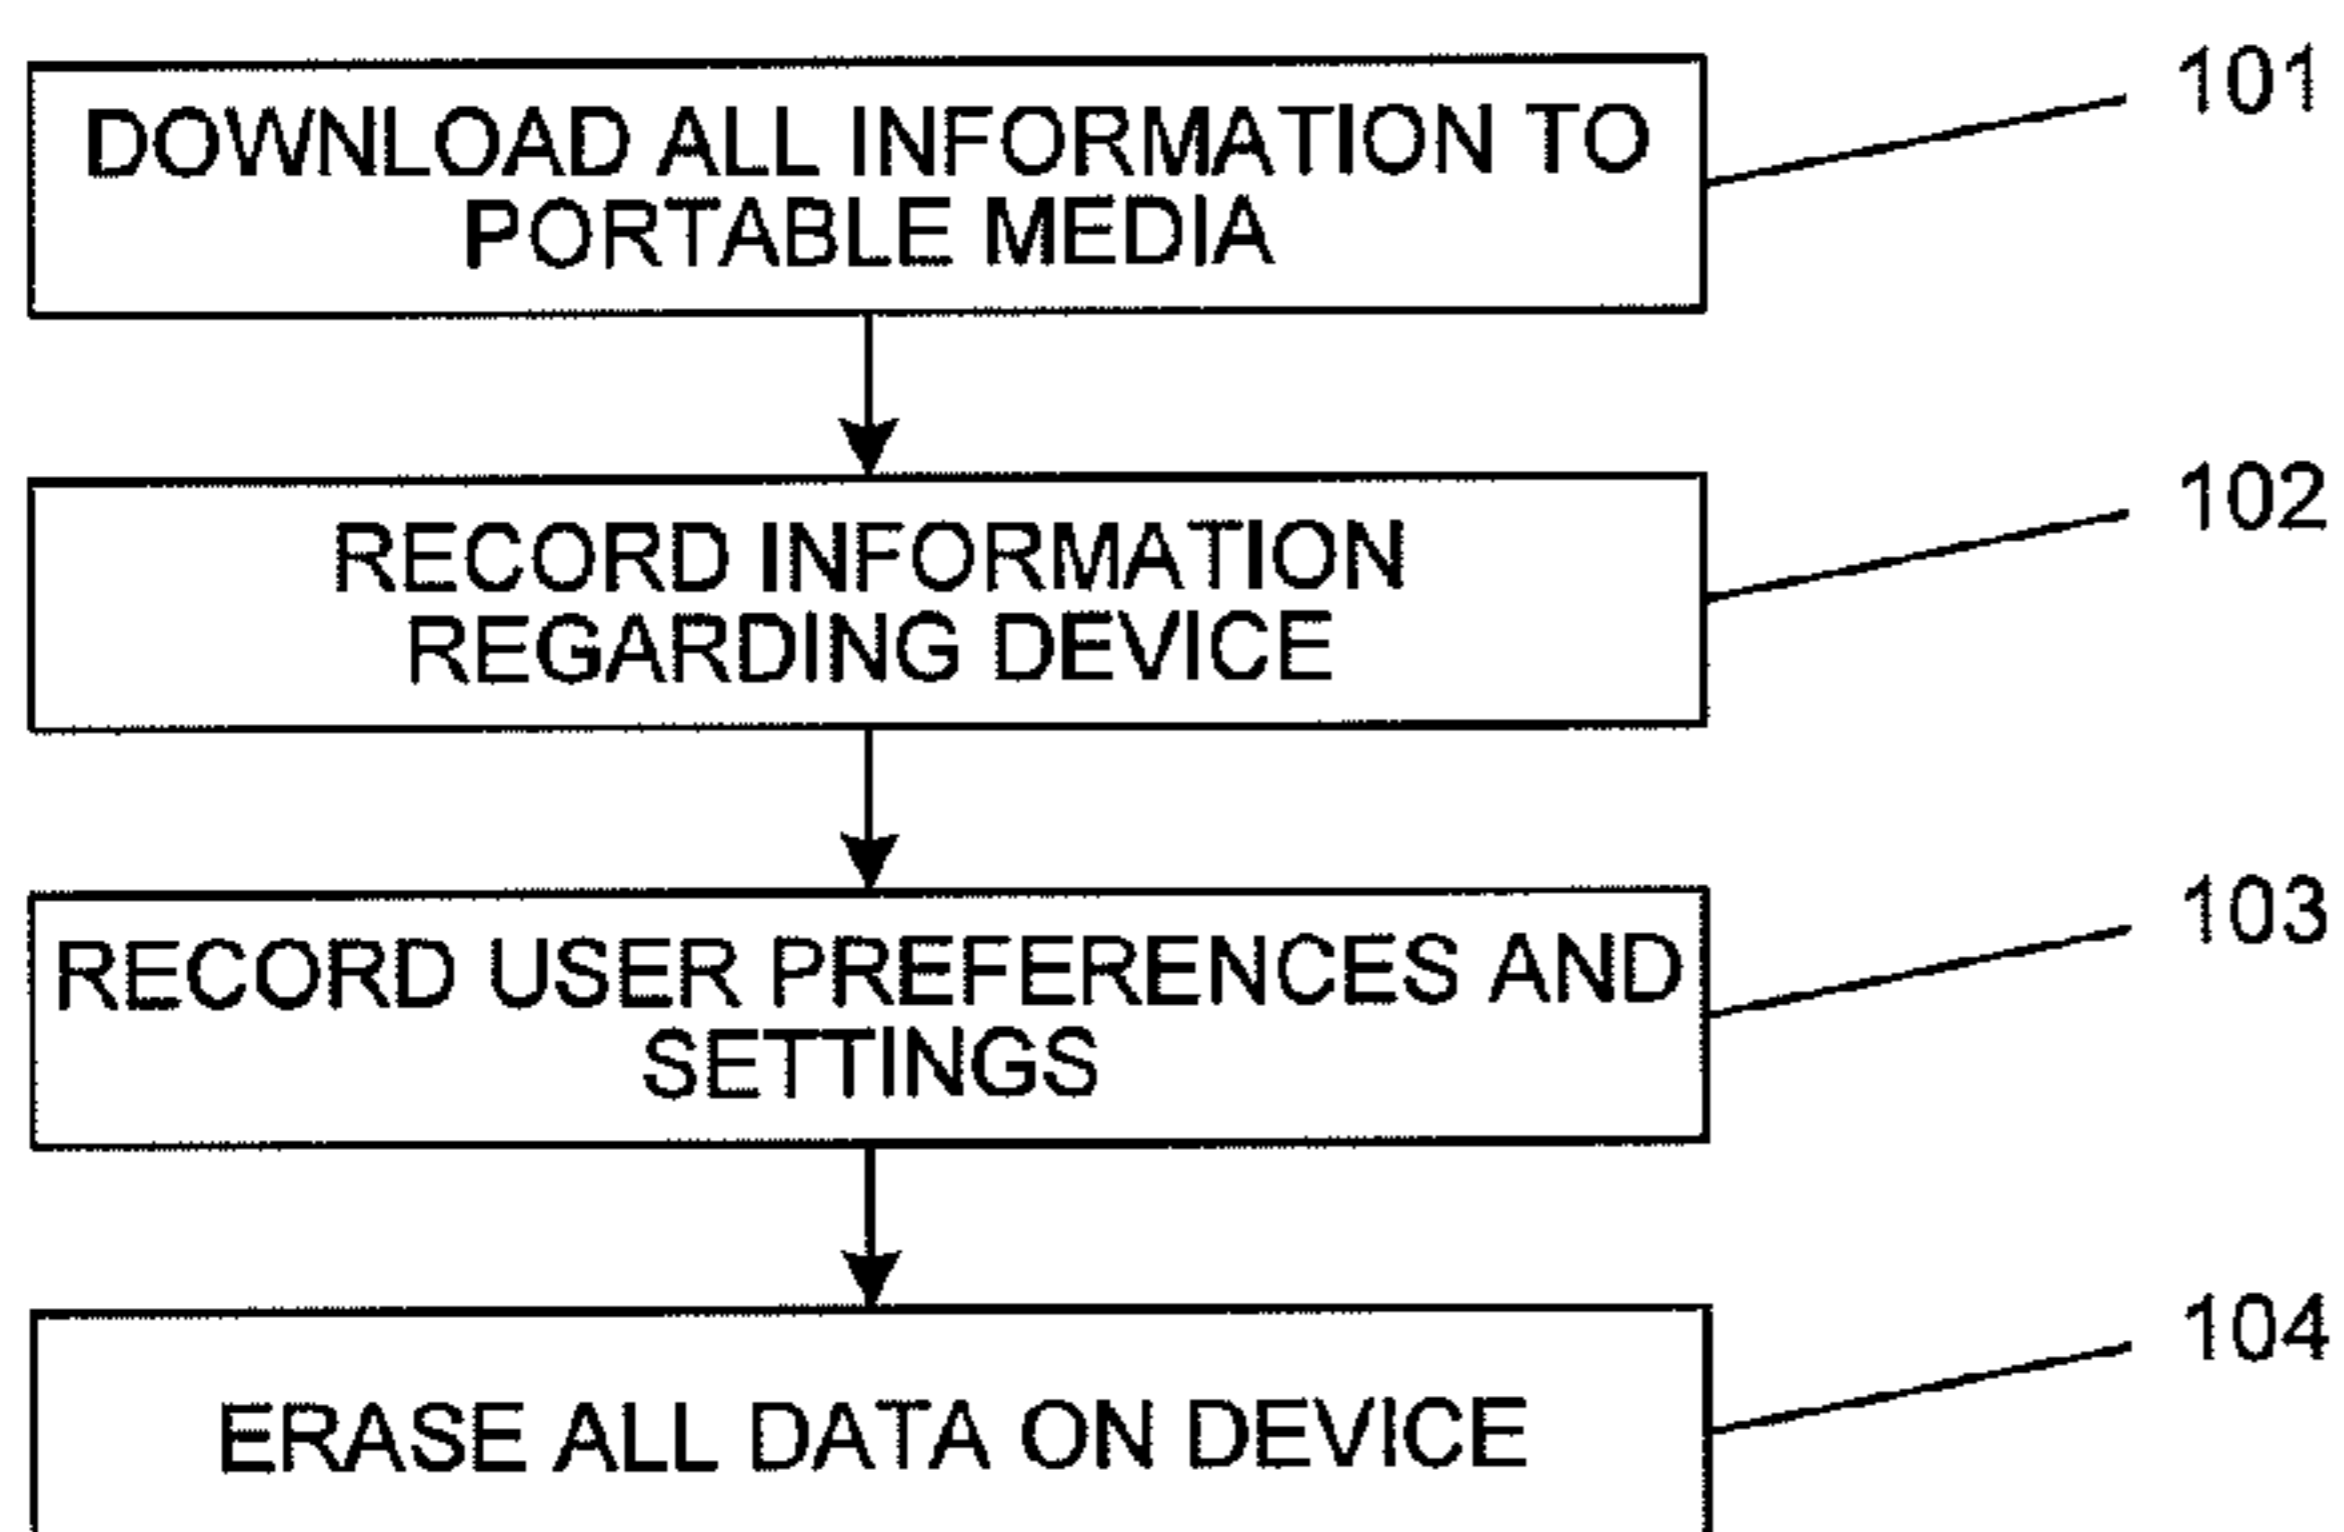 DOWNLOAD ALL INFORMATION TO
PORTABLE MEDIA
101
RECORD INFORMATION
REGARDING DEVICE
102
RECORD USER PREFERENCES AND
SETTINGS
103
ERASE ALL DATA ON DEVICE
104